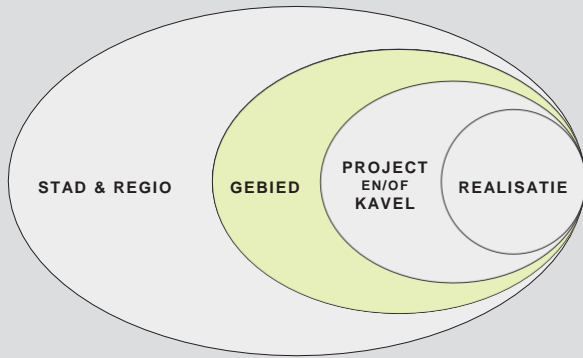 STAD & REGIO
GEBIED
PROJECT
EN/OF
KAVEL
REALISATIE